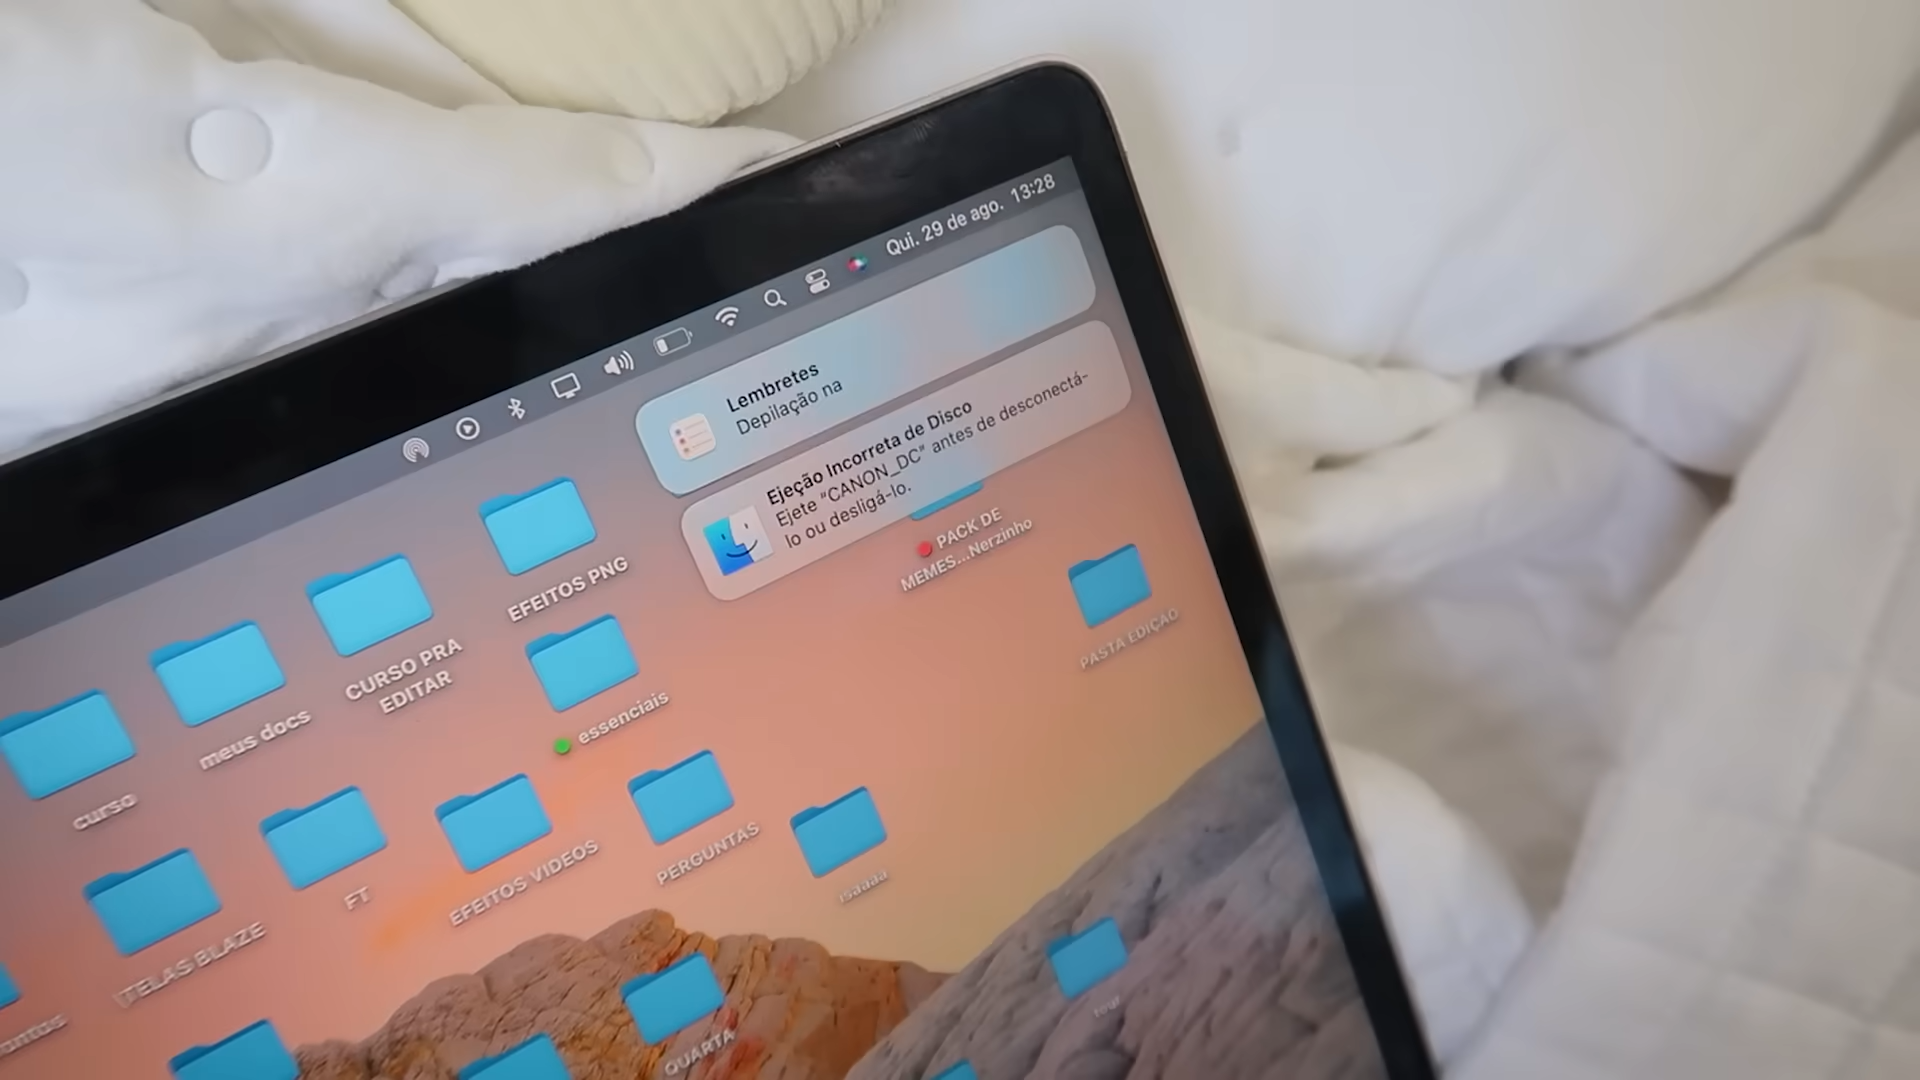 Qui. 29 de ago. 13:28
Lembretes
Depilação na
Ejeção Incorreta de Disco
Ejete "CANON_DC" antes de desconectá-
lo ou desligá-lo.
PACK DE
MEMES...Nerzinho
EFEITOS PNG
PASTA EDIÇÃO
CURSO PRA
EDITAR
meus docs
essenciais
curso
PERGUNTAS
isaaaa
EFEITOS VIDEOS
FT
TELAS BLAZE
QUARTA